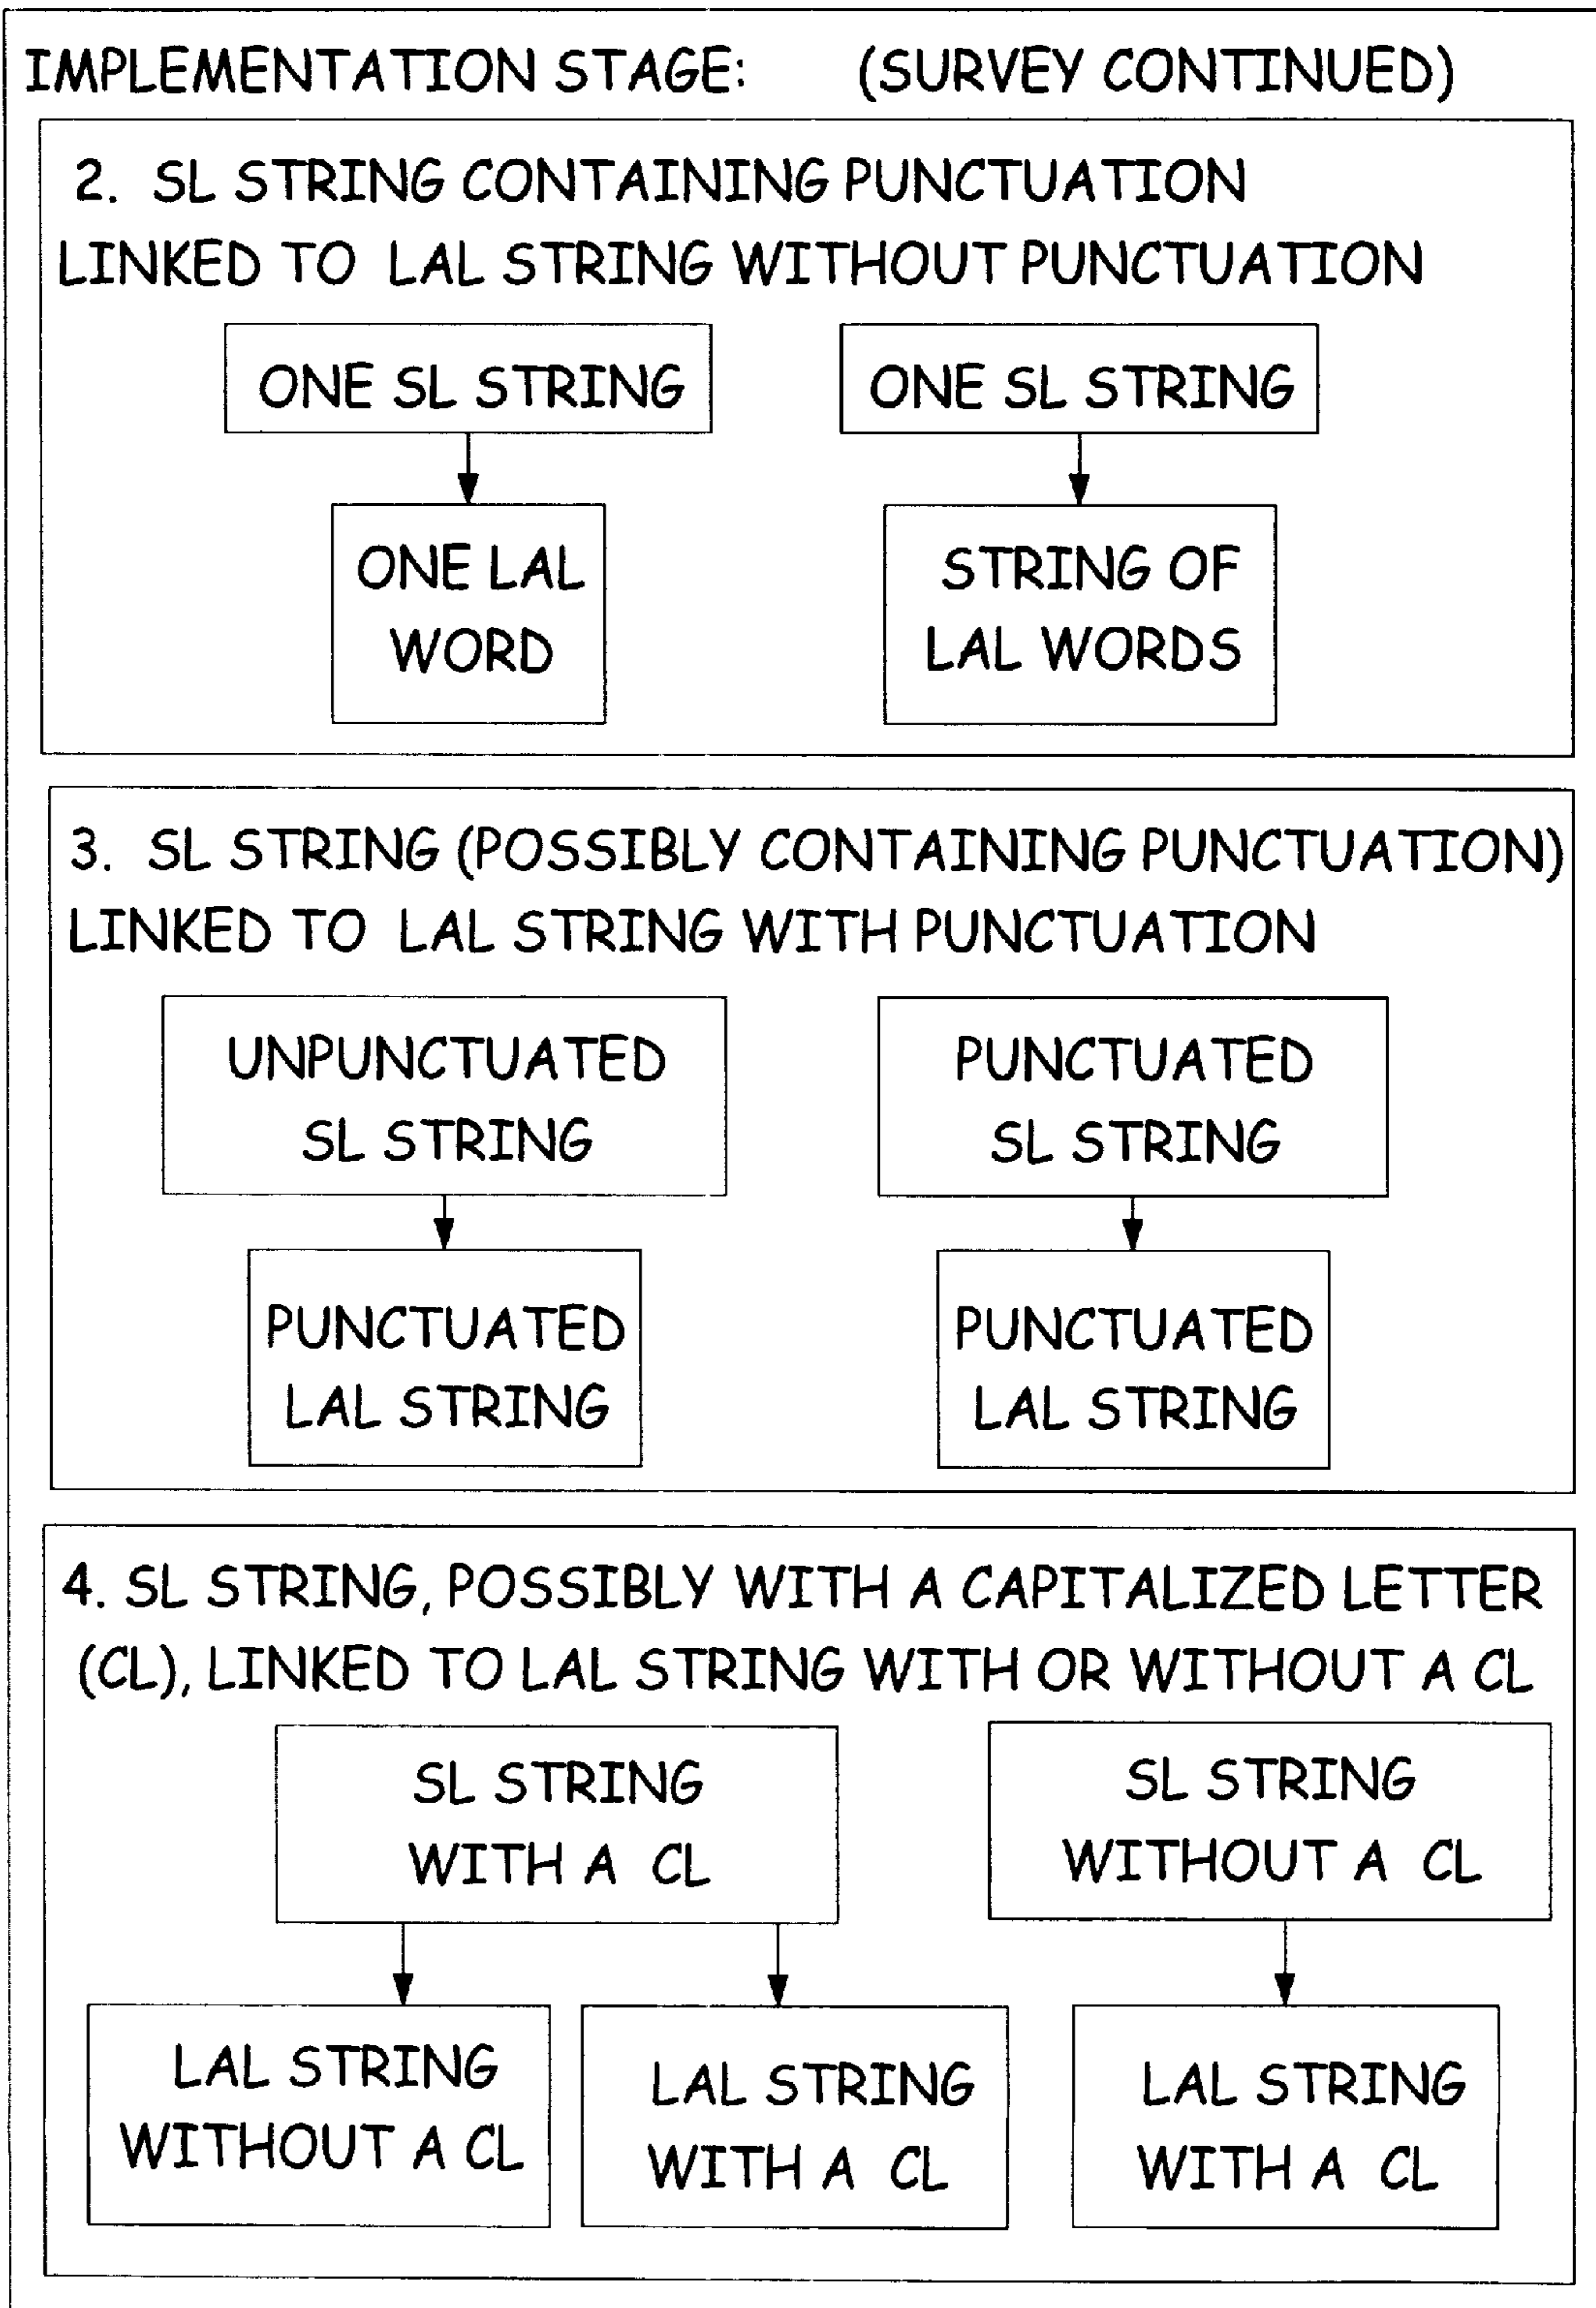 IMPLEMENTATION STAGE: (SURVEY CONTINUED)
2. SL STRING CONTAINING PUNCTUATION
LINKED TO LAL STRING WITHOUT PUNCTUATION
ONE SL STRING
ONE LAL
WORD
ONE SL STRING
STRING OF
LAL WORDS
3. SL STRING (POSSIBLY CONTAINING PUNCTUATION)
LINKED TO LAL STRING WITH PUNCTUATION
UNPUNCTUATED
SL STRING
PUNCTUATED
LAL STRING
PUNCTUATED
SL STRING
PUNCTUATED
LAL STRING
4. SL STRING, POSSIBLY WITH A CAPITALIZED LETTER
(CL), LINKED TO LAL STRING WITH OR WITHOUT A CL
SL STRING
WITH A CL
LAL STRING
WITHOUT A CL
LAL STRING
WITH A CL
SL STRING
WITHOUT A CL
LAL STRING
WITH A CL